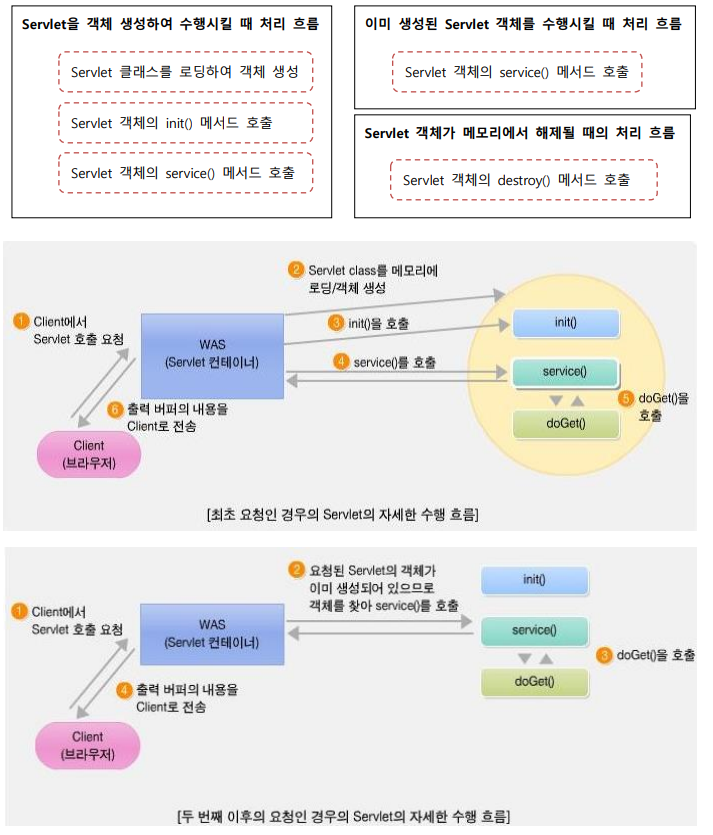 Servlet을 객체 생성하여 수행시킬 때 처리 흐름
Servlet 클래스를 로딩하여 객체 생성
Servlet 객체의 init() 메서드 호출
Servlet 객체의 service() 메서드 호출
이미 생성된 Servlet 객체를 수행시킬 때 처리 흐름
Servlet 객체의 service() 메서드 호출
Servlet 객체가 메모리에서 해제될 때의 처리 흐름
Servlet 객체의 destroy() 메서드 호출
1 Client에서
Servlet 호출 요청
WAS
(Servlet 컨테이너)
2 Servlet class를 메모리에
로딩/객체 생성
3 init()을 호출
4 service()를 호출
init()
service()
doGet()
5 doGet()을
호출
6 출력 버퍼의 내용을
Client로 전송
Client
(브라우저)
[최초 요청인 경우의 Servlet의 자세한 수행 흐름]
1 Client에서
Servlet 호출 요청
WAS
(Servlet 컨테이너)
2 요청된 Servlet의 객체가
이미 생성되어 있으므로
객체를 찾아 service()를 호출
init()
service()
doGet()
3 doGet()을 호출
4 출력 버퍼의 내용을
Client로 전송
Client
(브라우저)
[두 번째 이후의 요청인 경우의 Servlet의 자세한 수행 흐름]